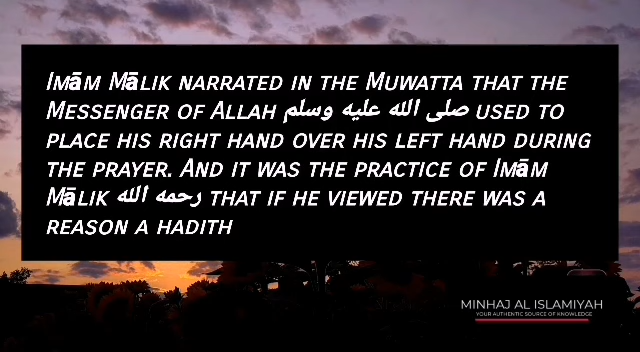 Imām Mālik narrated in the Muwatta that the
Messenger of Allah صلى الله عليه وسلم used to
place his right hand over his left hand during
the prayer. And it was the practice of Imām
Mālik رحمه الله that if he viewed there was a
reason a hadith
MINHAJ AL ISLAMIYAH
YOUR AUTHENTIC SOURCE OF KNOWLEDGE